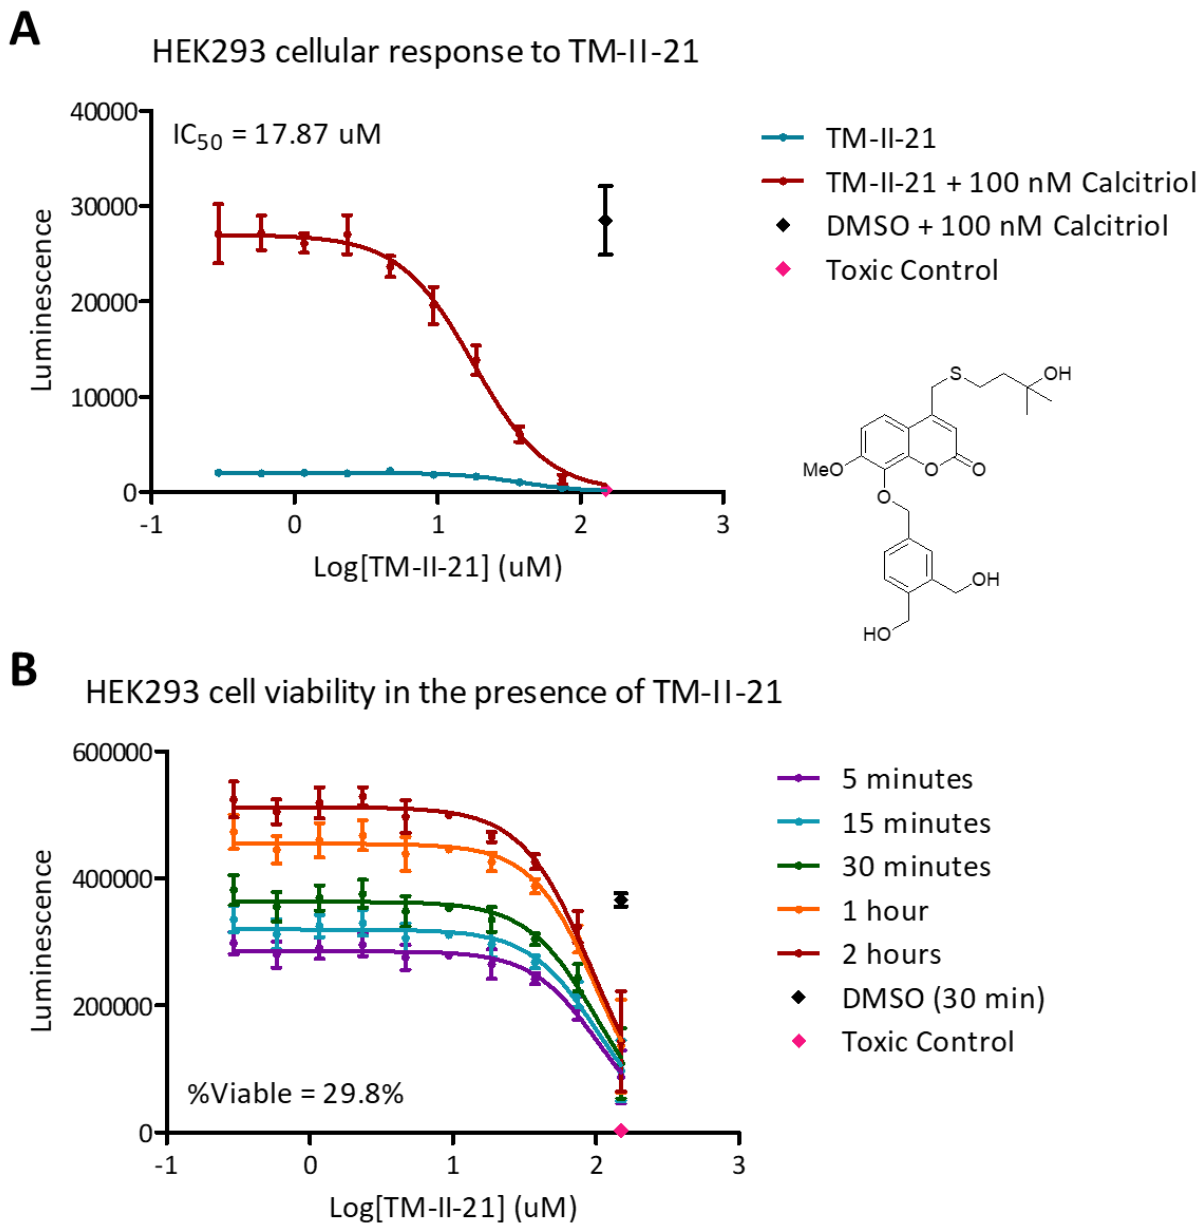 A
HEK293 cellular response to TM-II-21
IC50 = 17.87 uM
Luminescence
40000
30000
20000
10000
0
-1 0 1 2 3
Log[TM-II-21] (uM)
TM-II-21
TM-II-21 + 100 nM Calcitriol
DMSO + 100 nM Calcitriol
Toxic Control
S
OH
MeO
O
O
O
OH
HO
B
HEK293 cell viability in the presence of TM-II-21
Luminescence
600000
400000
200000
0
%Viable = 29.8%
-1 0 1 2 3
Log[TM-II-21] (uM)
5 minutes
15 minutes
30 minutes
1 hour
2 hours
DMSO (30 min)
Toxic Control